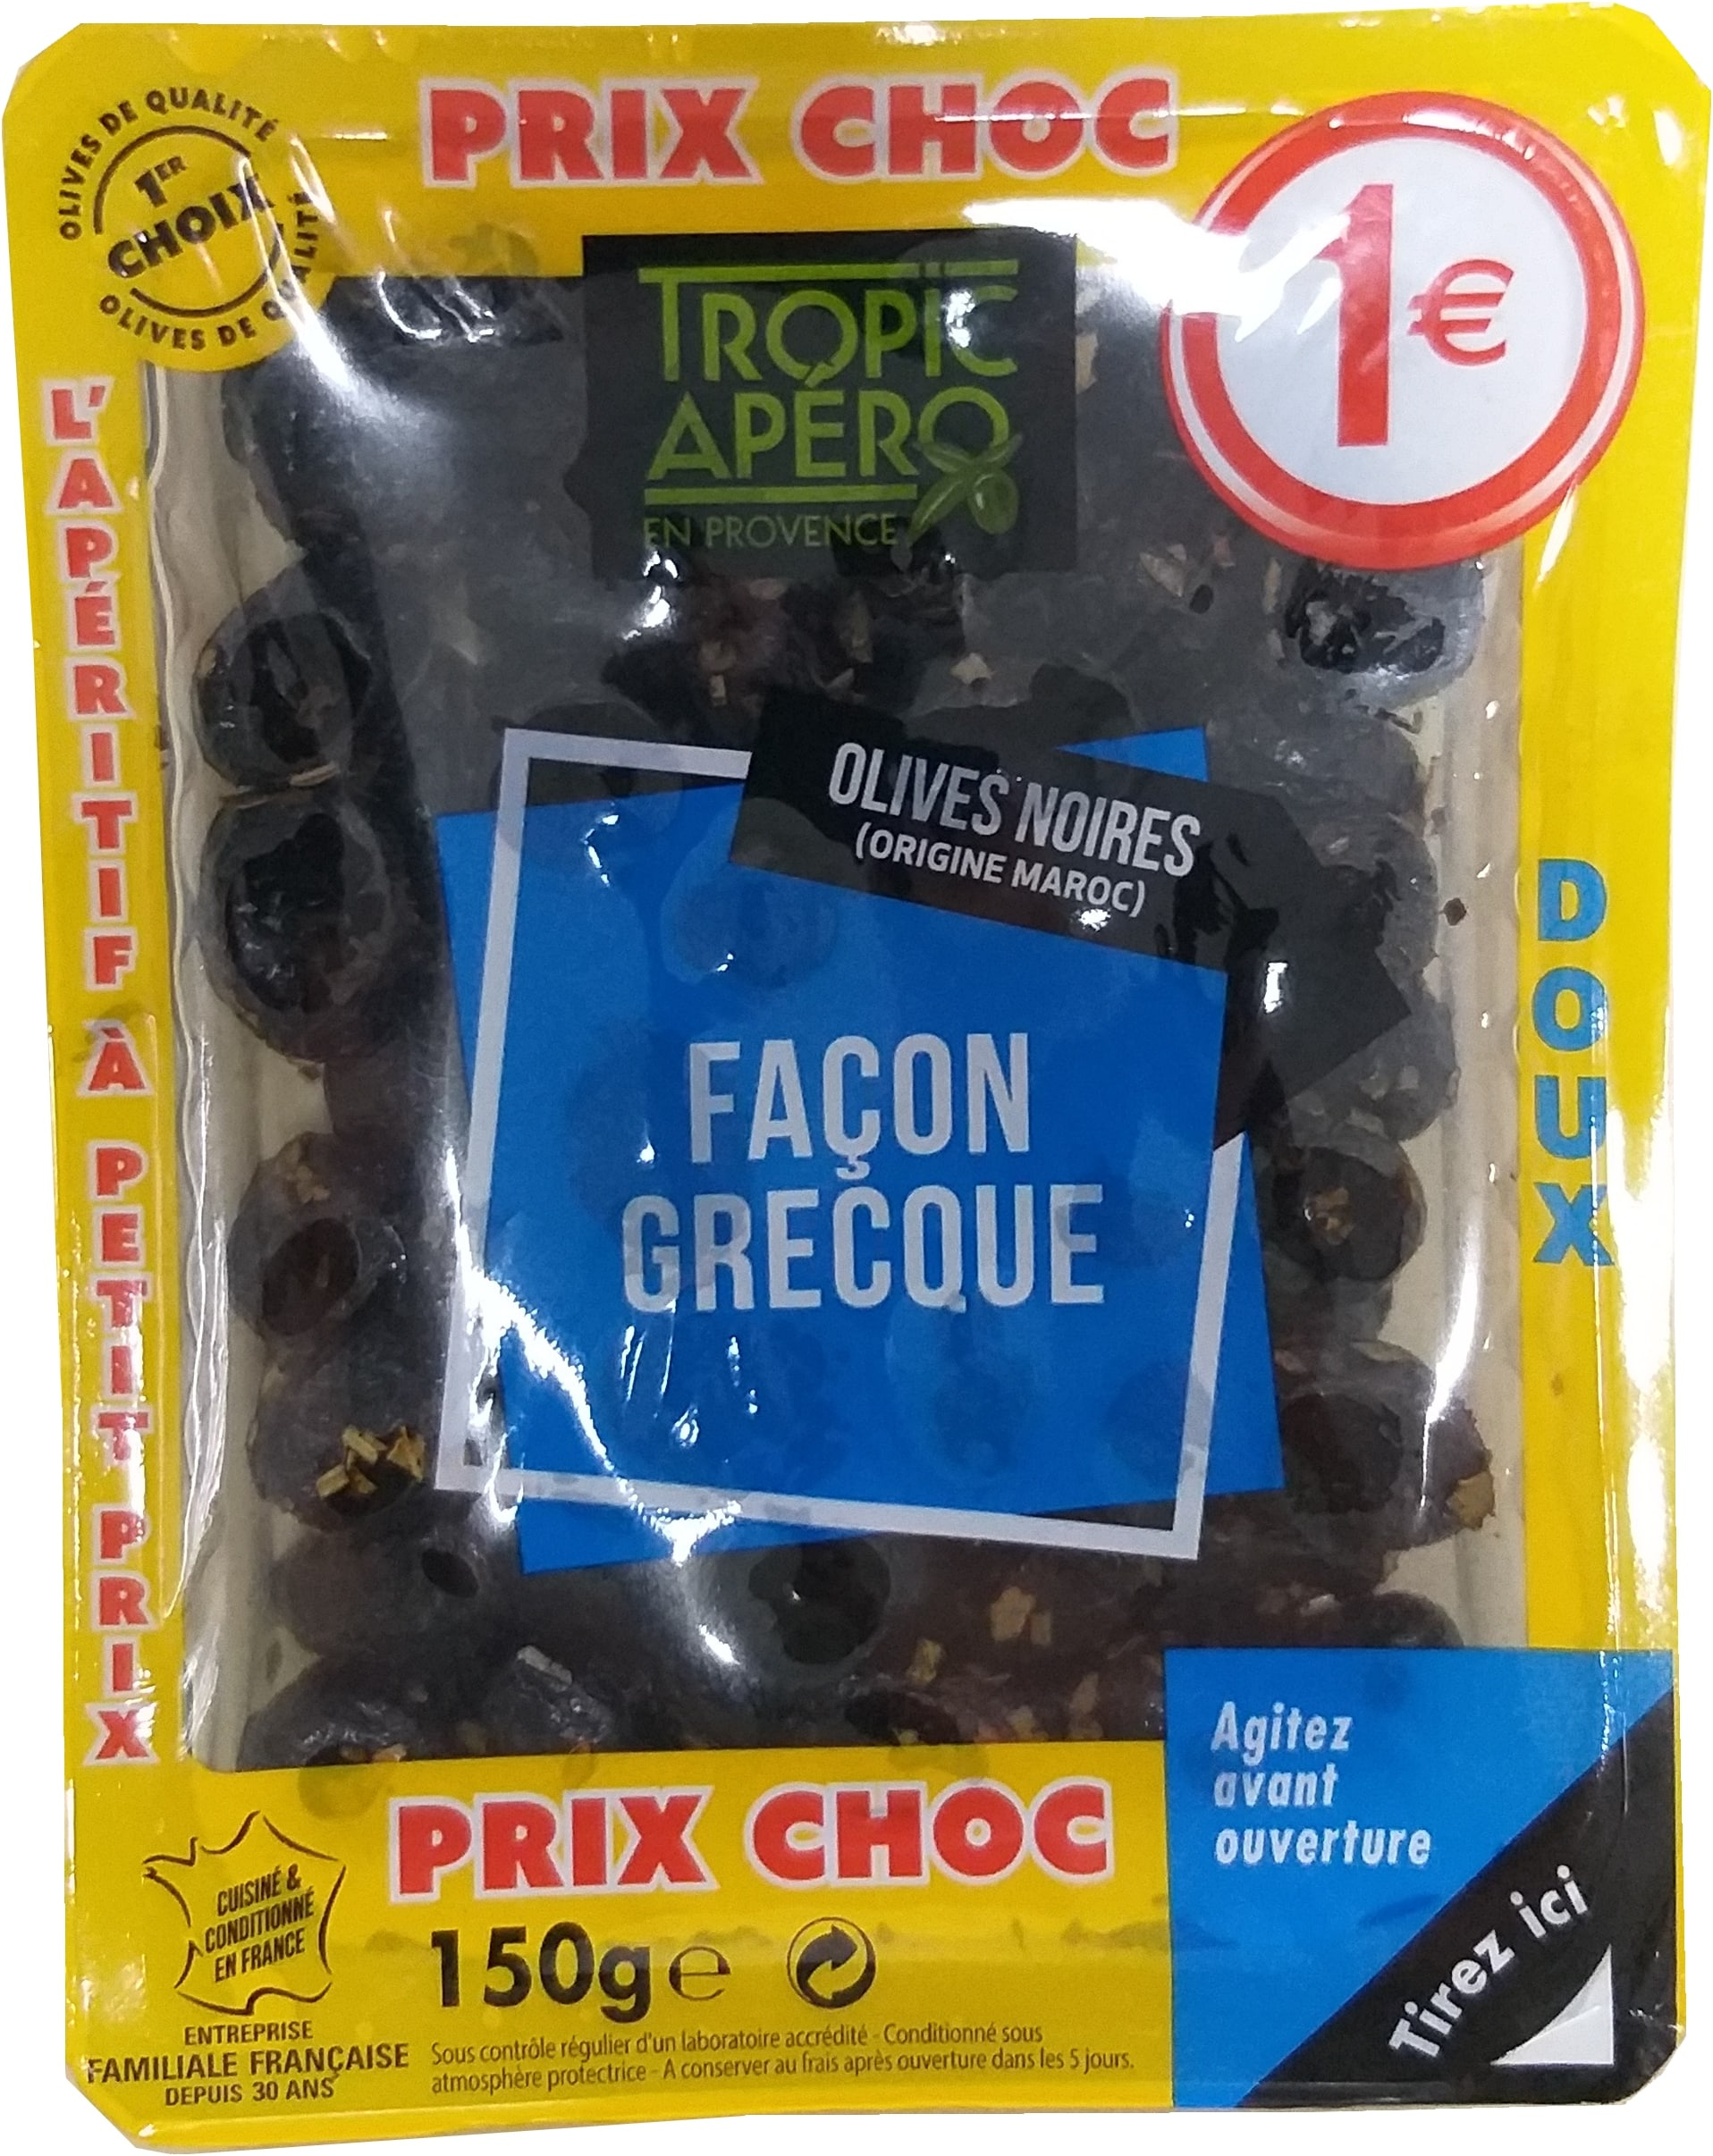 PRIX CHOC
OLIVES DE QUALITÉ
1ER
CHOIX
OLIVES DE QUALITÉ
1€
TROPIC
APÉRO
EN PROVENCE
L'APÉRITIF À PETIT PRIX
OLIVES NOIRES
(ORIGINE MAROC)
FAÇON
GRECQUE
DOUX
PRIX CHOC
Agitez
avant
ouverture
Tirez ici
CUISINÉ &
CONDITIONNÉ
EN FRANCE
150g e
ENTREPRISE
FAMILIALE FRANÇAISE
DEPUIS 30 ANS
Sous contrôle régulier d'un laboratoire accrédité - Conditionné sous
atmosphère protectrice - A conserver au frais après ouverture dans les 5 jours.